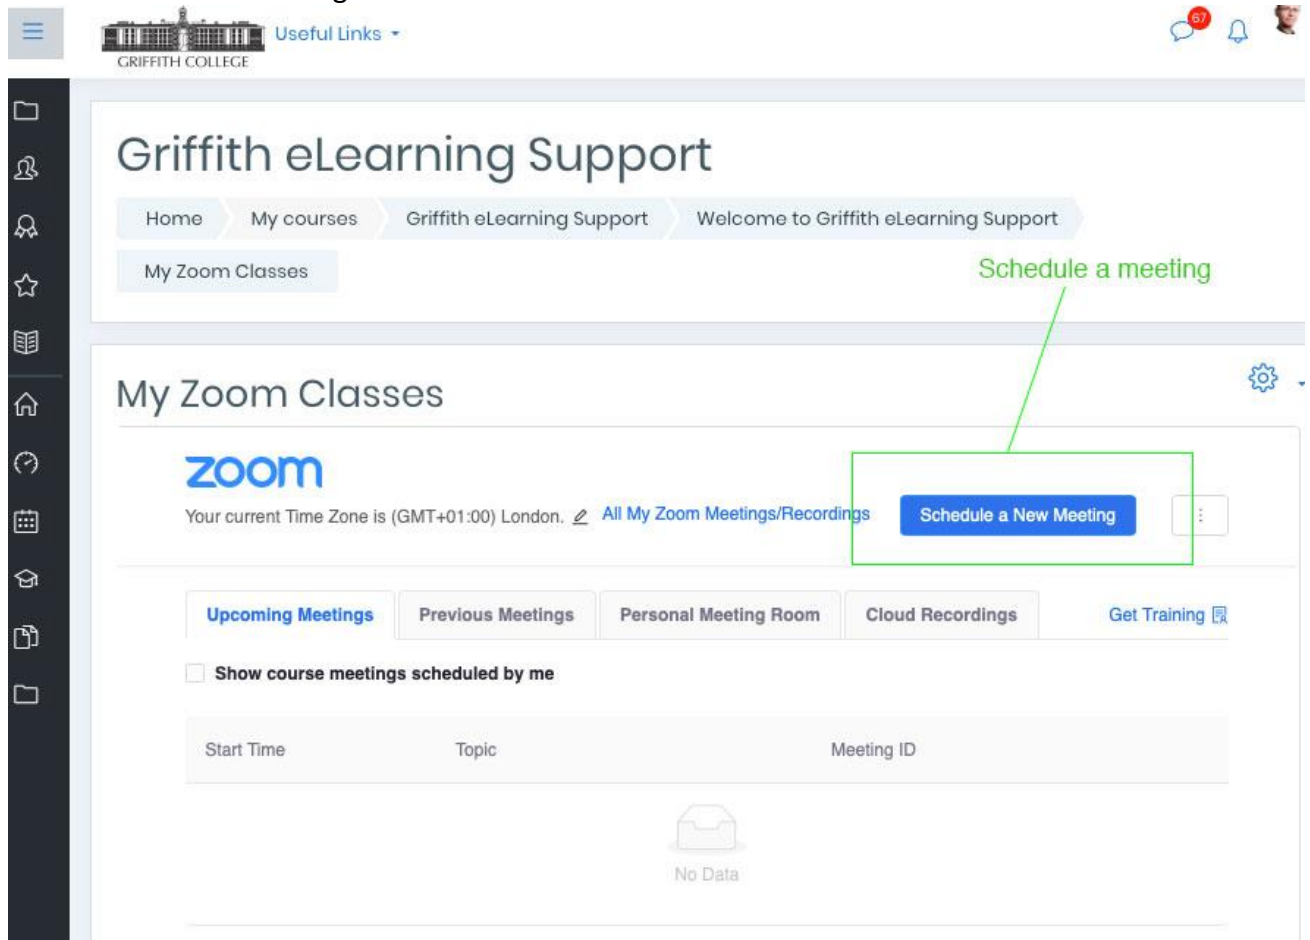 Useful Links
67
GRIFFITH COLLEGE
Griffith eLearning Support
Home My courses Griffith eLearning Support Welcome to Griffith eLearning Support
My Zoom Classes
Schedule a meeting
My Zoom Classes
zoom
Your current Time Zone is (GMT+01:00) London. All My Zoom Meetings/Recordings Schedule a New Meeting
Upcoming Meetings Previous Meetings Personal Meeting Room Cloud Recordings Get Training
Show course meetings scheduled by me
Start Time Topic Meeting ID
No Data